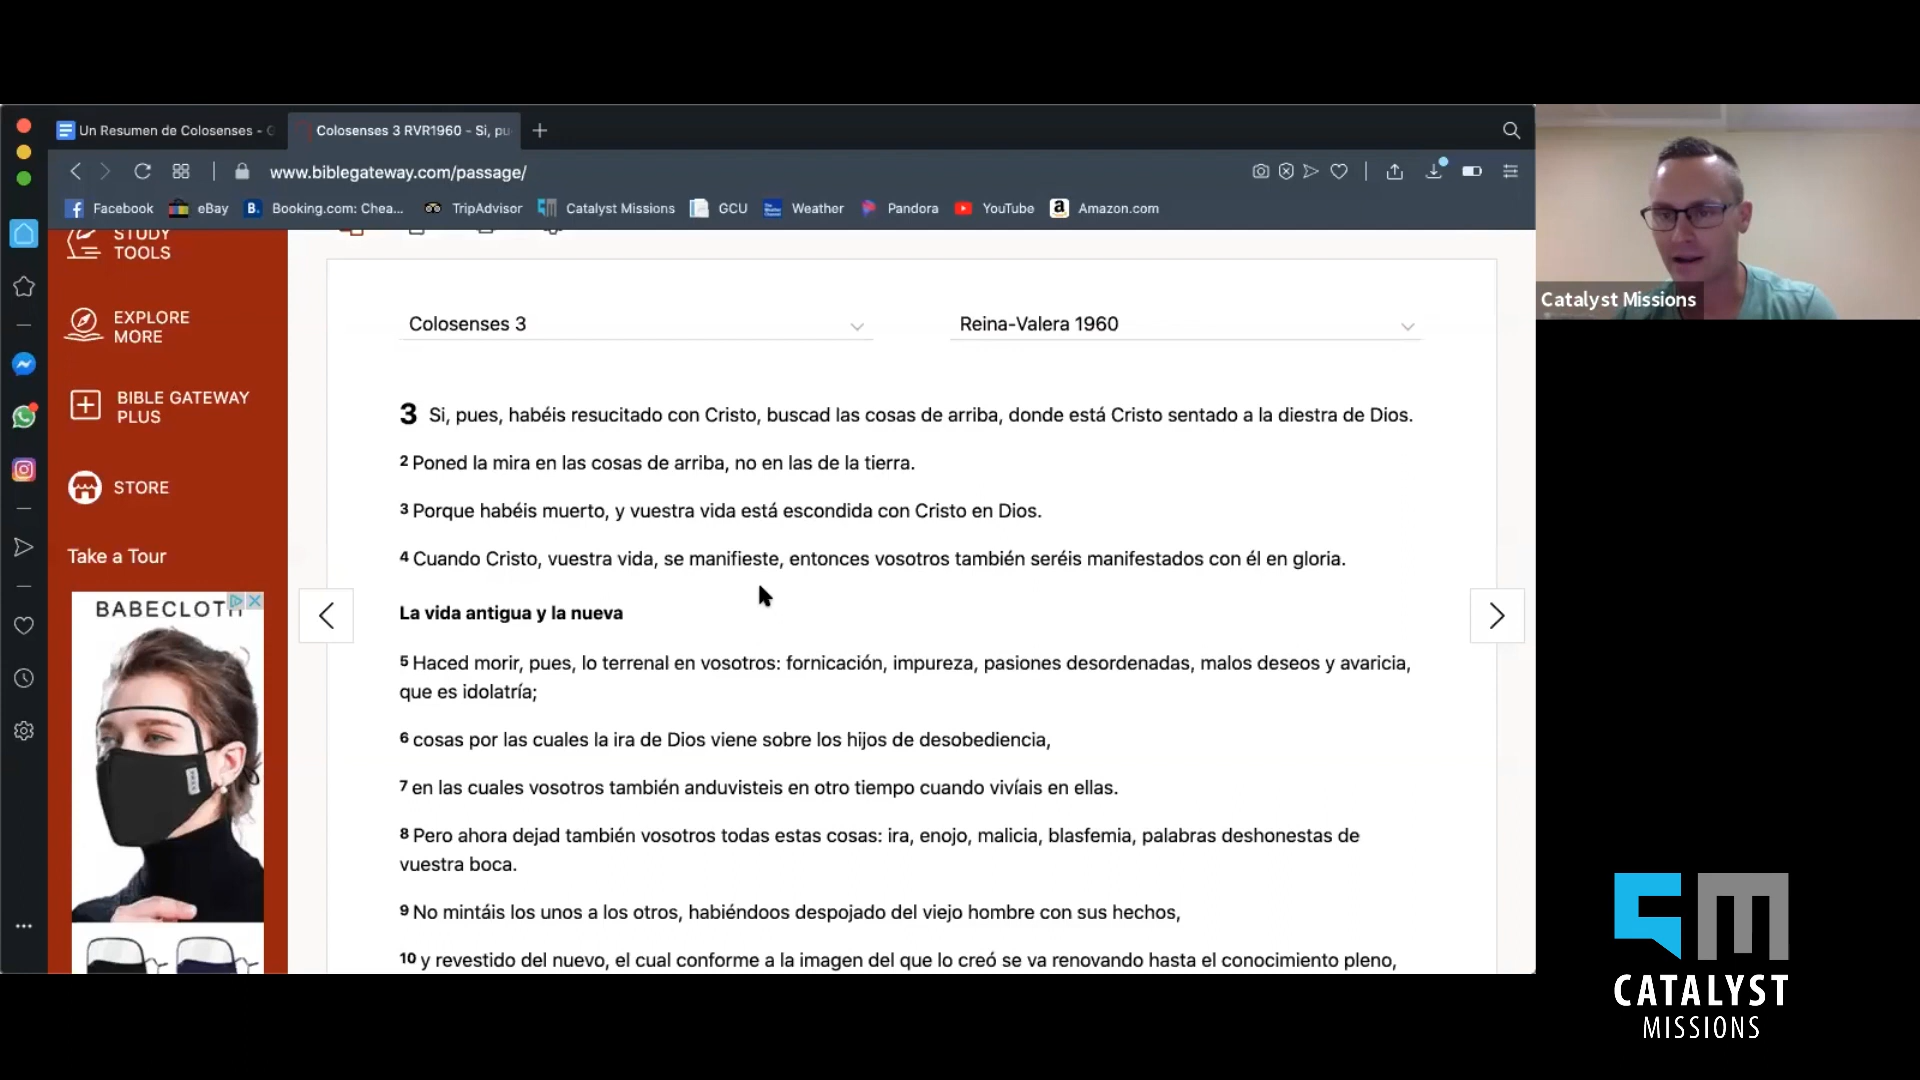 Un Resumen de Colosenses - G
Colosenses 3 RVR1960 - Si, pu
www.biblegateway.com/passage/
Facebook
eBay
Booking.com: Chea...
TripAdvisor
Catalyst Missions
GCU
Weather
Pandora
YouTube
Amazon.com
STUDY
TOOLS
EXPLORE
MORE
BIBLE GATEWAY
PLUS
STORE
Take a Tour
BABECLOTH
Colosenses 3
Reina-Valera 1960
3 Si, pues, habéis resucitado con Cristo, buscad las cosas de arriba, donde está Cristo sentado a la diestra de Dios.
2 Poned la mira en las cosas de arriba, no en las de la tierra.
3 Porque habéis muerto, y vuestra vida está escondida con Cristo en Dios.
4 Cuando Cristo, vuestra vida, se manifieste, entonces vosotros también seréis manifestados con él en gloria.
La vida antigua y la nueva
5 Haced morir, pues, lo terrenal en vosotros: fornicación, impureza, pasiones desordenadas, malos deseos y avaricia,
que es idolatría;
6 cosas por las cuales la ira de Dios viene sobre los hijos de desobediencia,
7 en las cuales vosotros también anduvisteis en otro tiempo cuando vivíais en ellas.
8 Pero ahora dejad también vosotros todas estas cosas: ira, enojo, malicia, blasfemia, palabras deshonestas de
vuestra boca.
9 No mintáis los unos a los otros, habiéndoos despojado del viejo hombre con sus hechos,
10 y revestido del nuevo, el cual conforme a la imagen del que lo creó se va renovando hasta el conocimiento pleno,
Catalyst Missions
CATALYST
MISSIONS